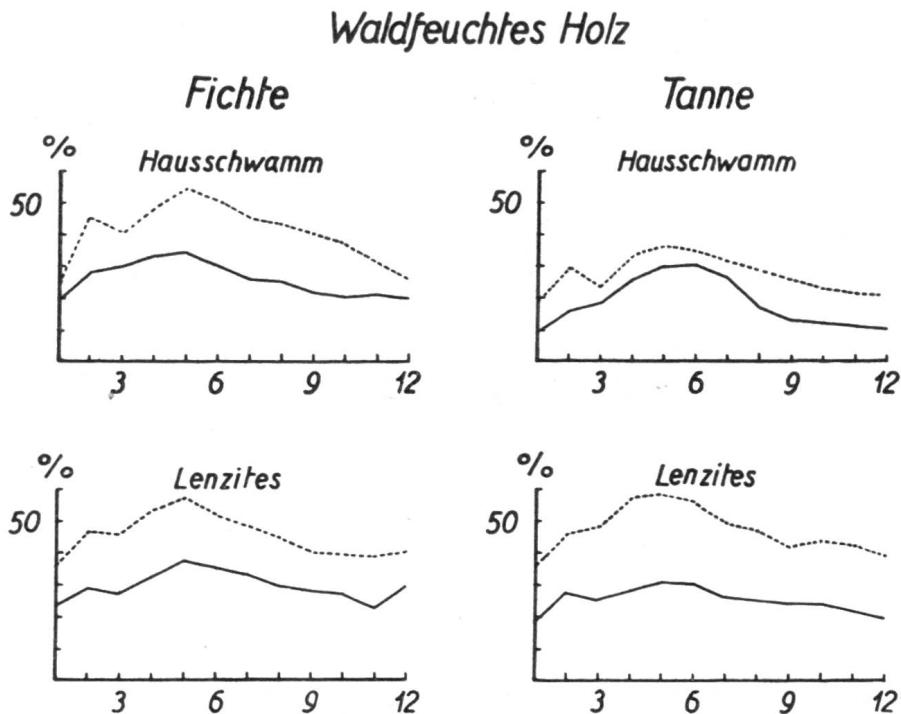 Waldfeuchtes Holz
Fichte
Tanne
%
Hausschwamm
50
3 6 9 12
%
Hausschwamm
50
3 6 9 12
%
Lenzites
50
3 6 9 12
%
Lenzites
50
3 6 9 12